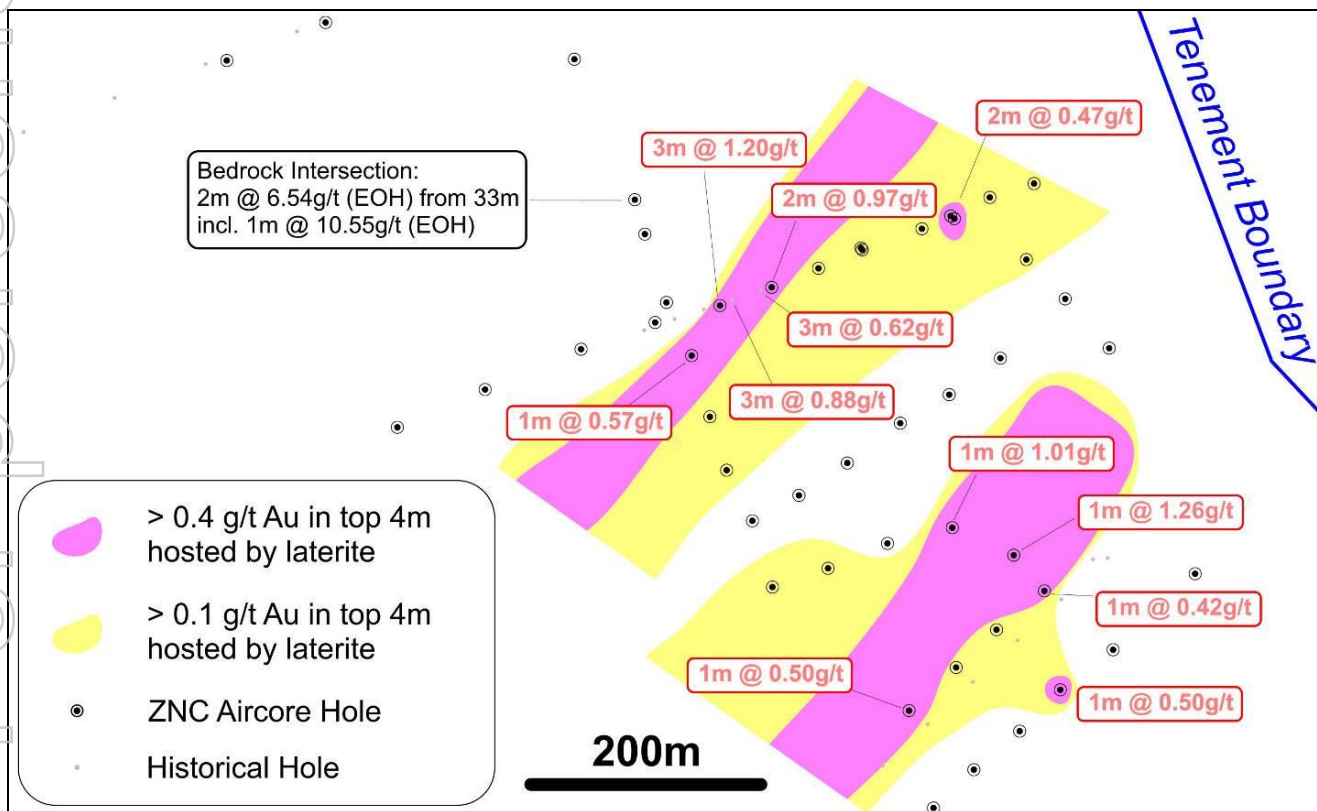 Tenement Boundary
2m @ 0.47g/t
3m @ 1.20g/t
Bedrock Intersection:
2m @ 6.54g/t (EOH) from 33m
incl. 1m @ 10.55g/t (EOH)
2m @ 0.97g/t
3m @ 0.62g/t
3m @ 0.88g/t
1m @ 0.57g/t
1m @ 1.01g/t
1m @ 1.26g/t
1m @ 0.42g/t
1m @ 0.50g/t
1m @ 0.50g/t
> 0.4 g/t Au in top 4m
hosted by laterite
> 0.1 g/t Au in top 4m
hosted by laterite
ZNC Aircore Hole
Historical Hole
200m